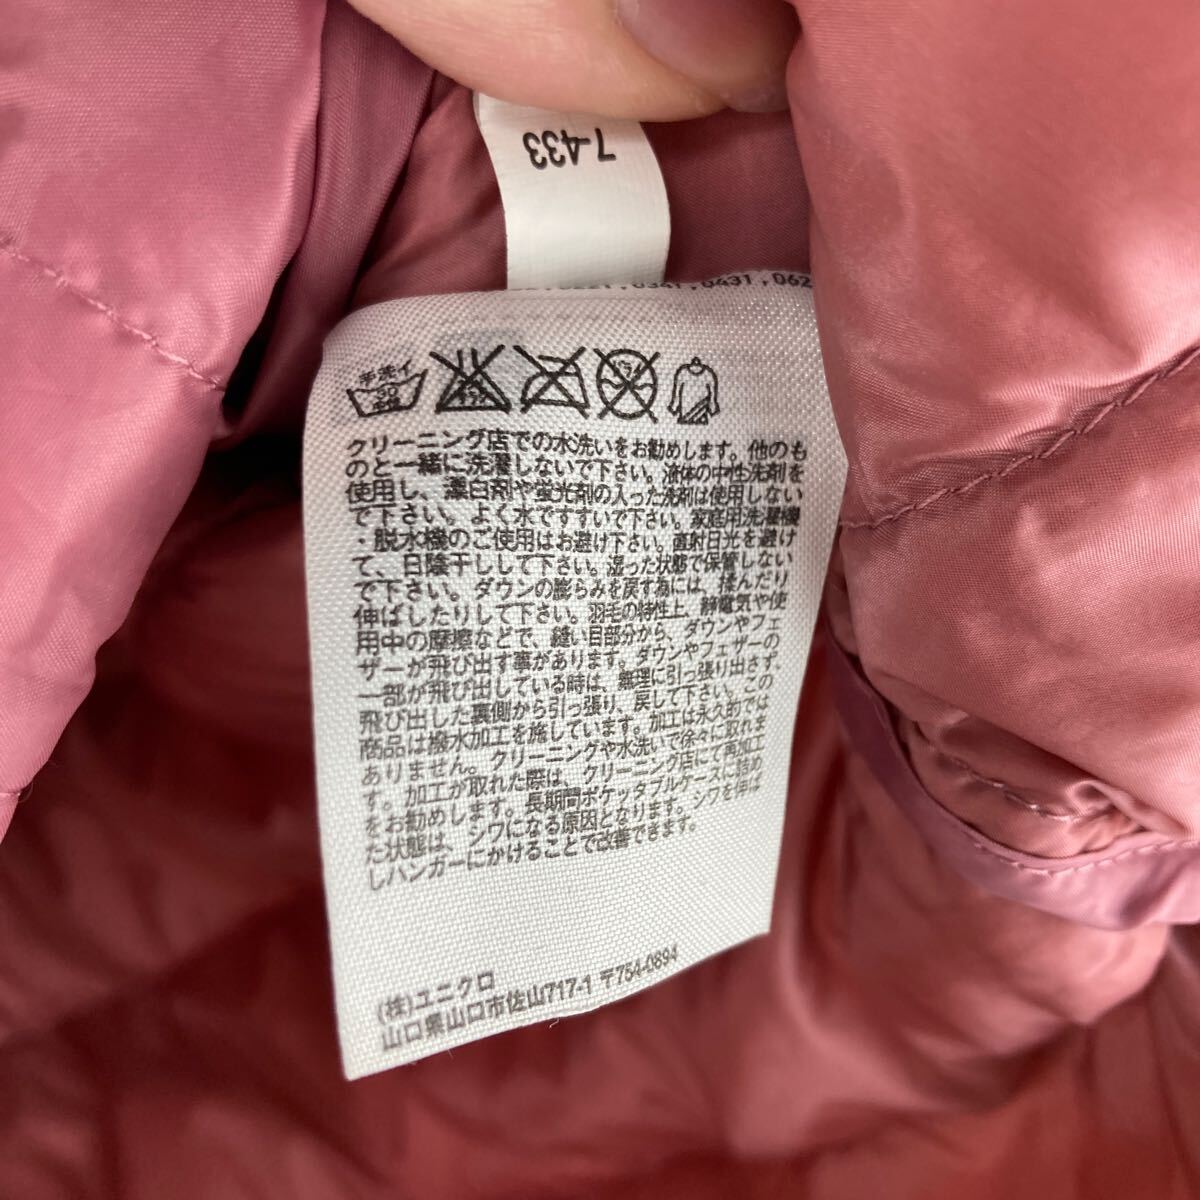 7-433
0431, 062
手洗イ
30
中性
クリーニング店での水洗いをお勧めします。他のも
のと一緒に洗濯しないで下さい。液体の中性洗剤を
使用し、漂白剤や蛍光剤の入った洗剤は使用しない
で下さい。よく水ですすいで下さい。家庭用洗濯機
・脱水機のご使用はお避け下さい。直射日光を避け
て、日陰干しして下さい。湿った状態で保管しない
で下さい。ダウンの膨らみを戻す為には、揉んだり
伸ばしたりして下さい。羽毛の特性上、静電気や使
用中の摩擦などで、縫い目部分から、ダウンやフェ
ザーが飛び出す事があります。ダウンやフェザーの
一部が飛び出している時は、無理に引っ張り出さず、
飛び出した裏側から引っ張り、戻して下さい。この
商品は撥水加工を施しています。加工は永久的では
ありません。クリーニングや水洗いで徐々に取れま
す。加工が取れた際は、クリーニング店にて再加工
をお勧めします。長期間ポケッタブルケースに詰め
た状態は、シワになる原因となります。シワを伸ば
しハンガーにかけることで改善できます。
(株)ユニクロ
山口県山口市佐山717-1 〒754-0894